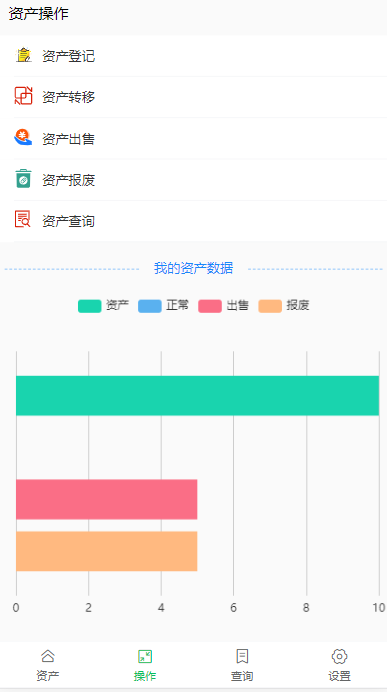 资产操作
资产登记
资产转移
资产出售
资产报废
资产查询
我的资产数据
资产 正常 出售 报废
0 2 4 6 8 10
资产 操作 查询 设置